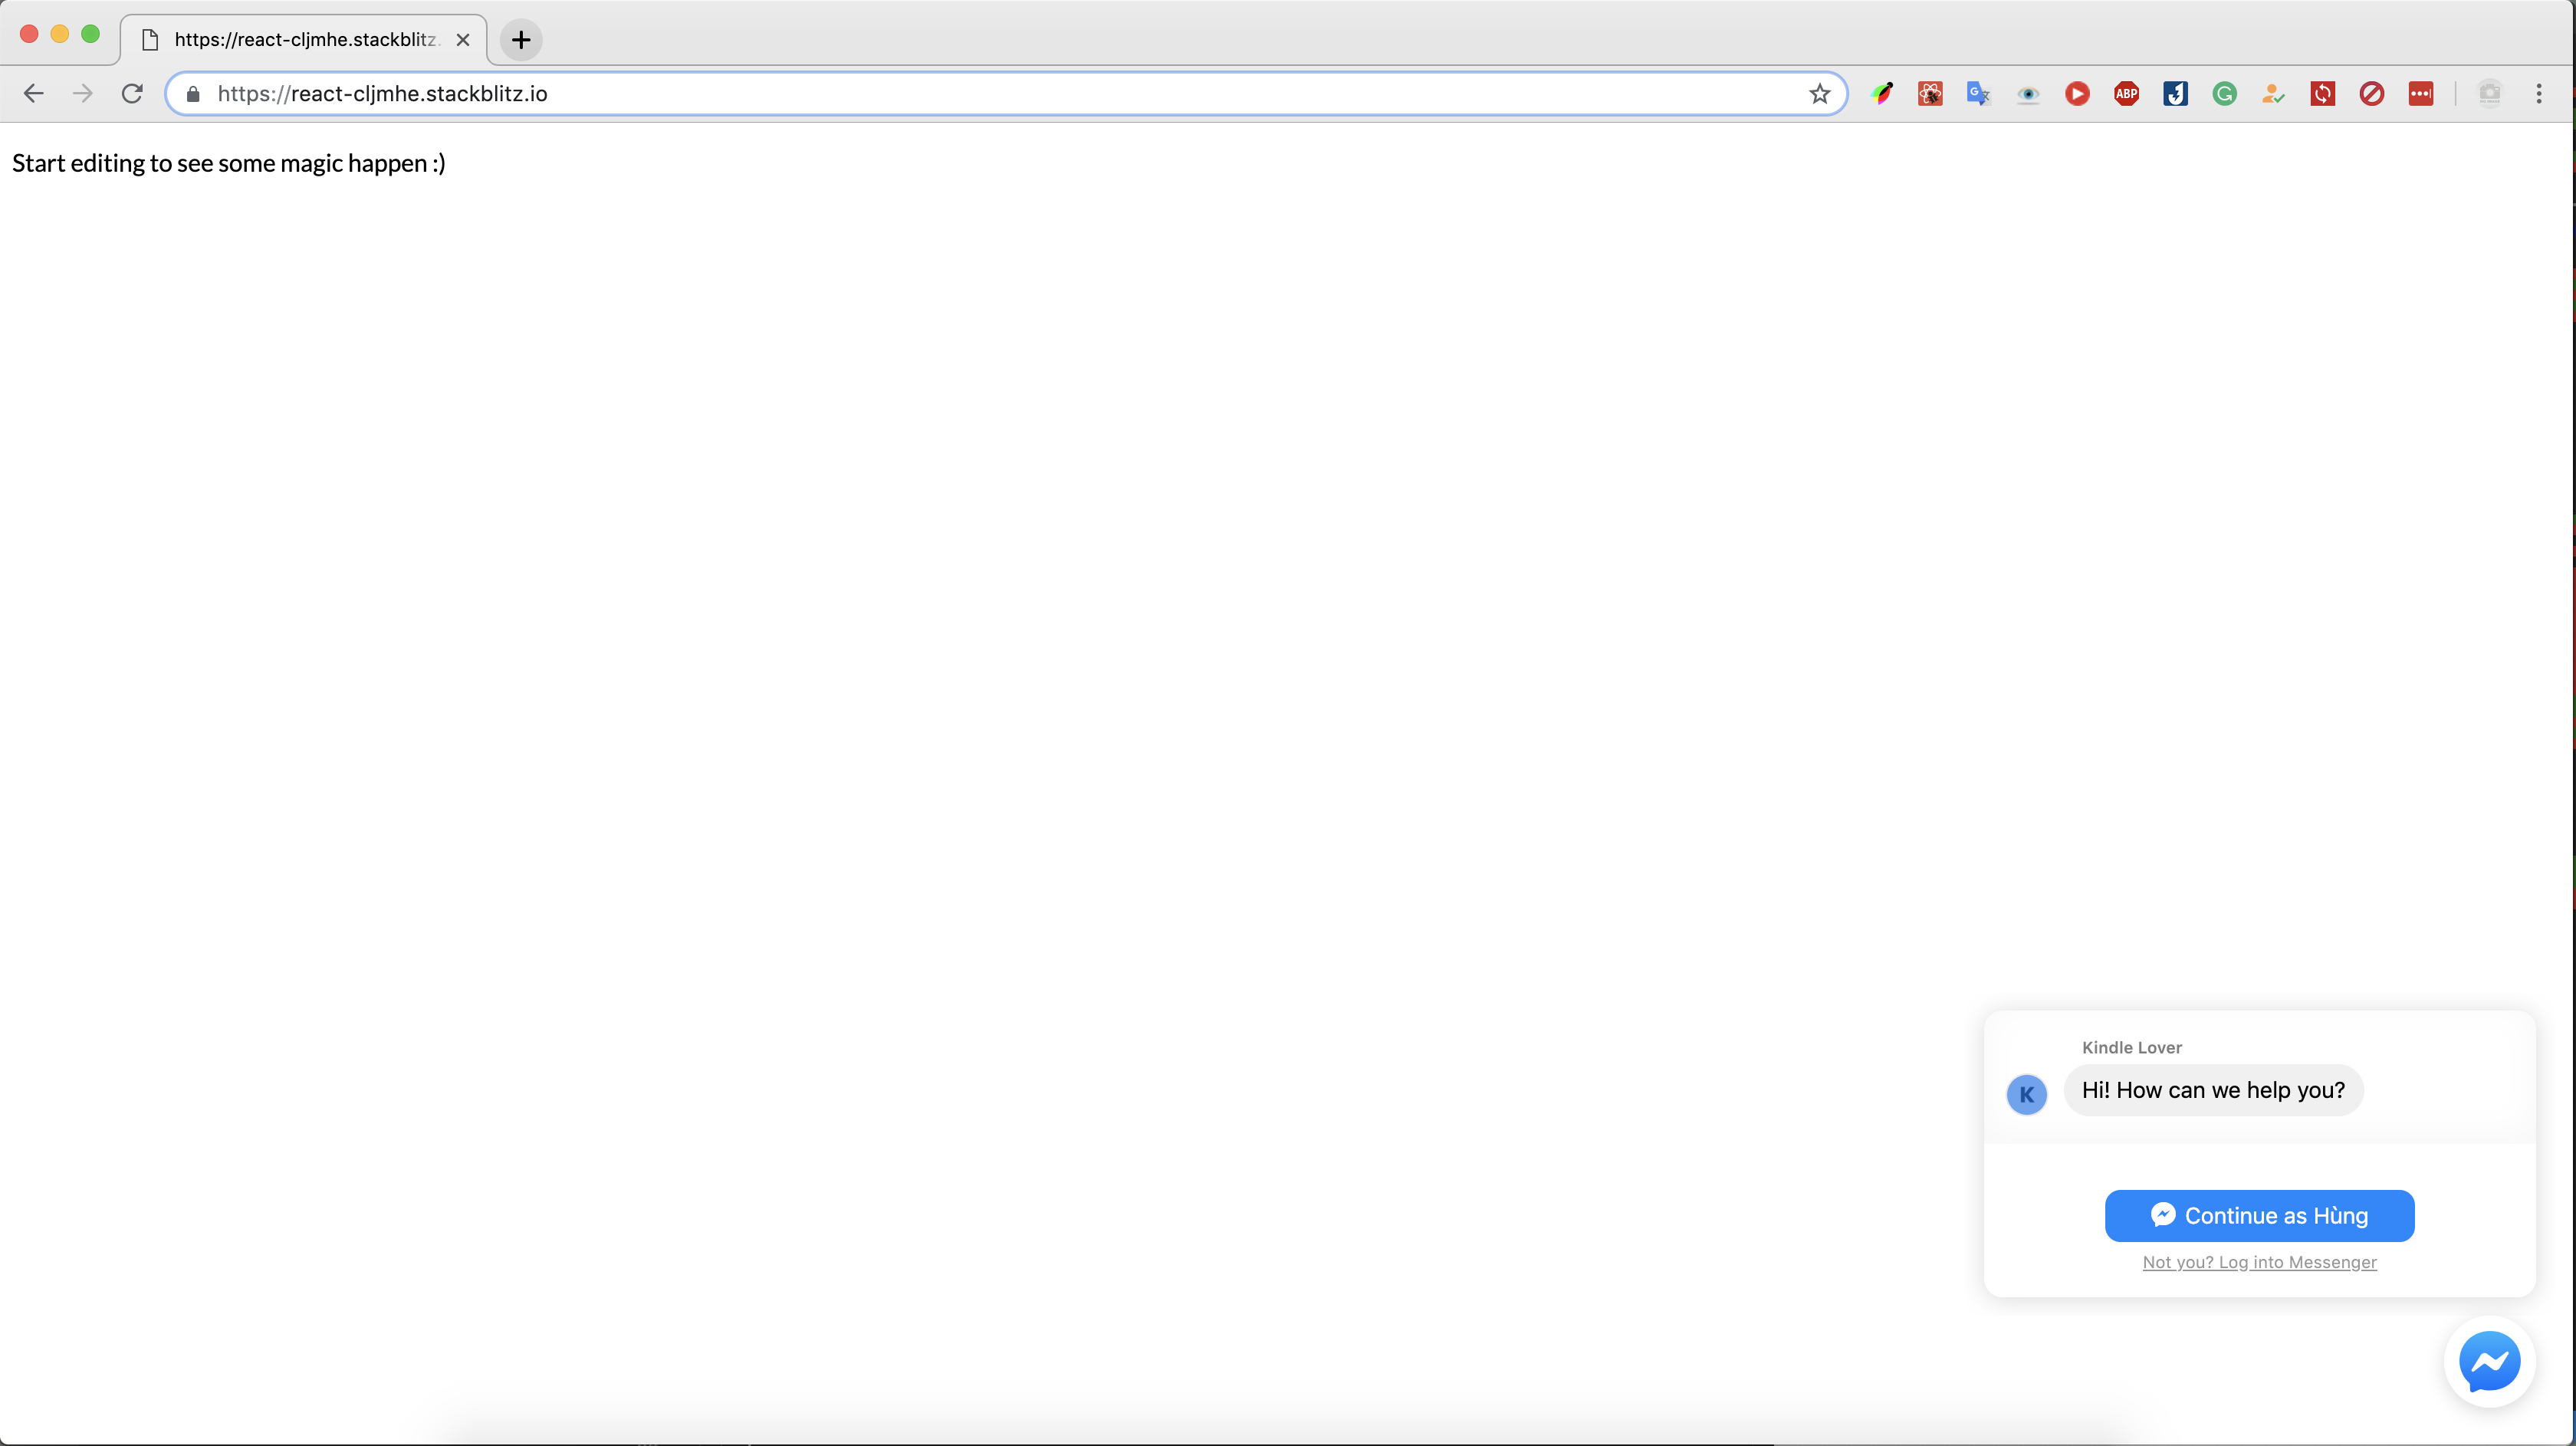 https://react-cljmhe.stackblitz.
https://react-cljmhe.stackblitz.io
ABP
G
Start editing to see some magic happen :)
Kindle Lover
K
Hi! How can we help you?
Continue as Hùng
Not you? Log into Messenger